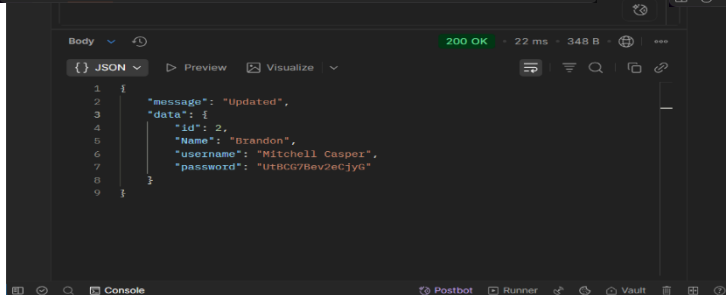 Body
200 OK
22 ms
348 B
{} JSON
Preview
Visualize
1 {
2 "message": "Updated",
3 "data": {
4 "id": 2,
5 "Name": "Brandon",
6 "username": "Mitchell Casper",
7 "password": "UtBCG7Bev2eCjyG"
8 }
9 }
Console
Postbot
Runner
Vault